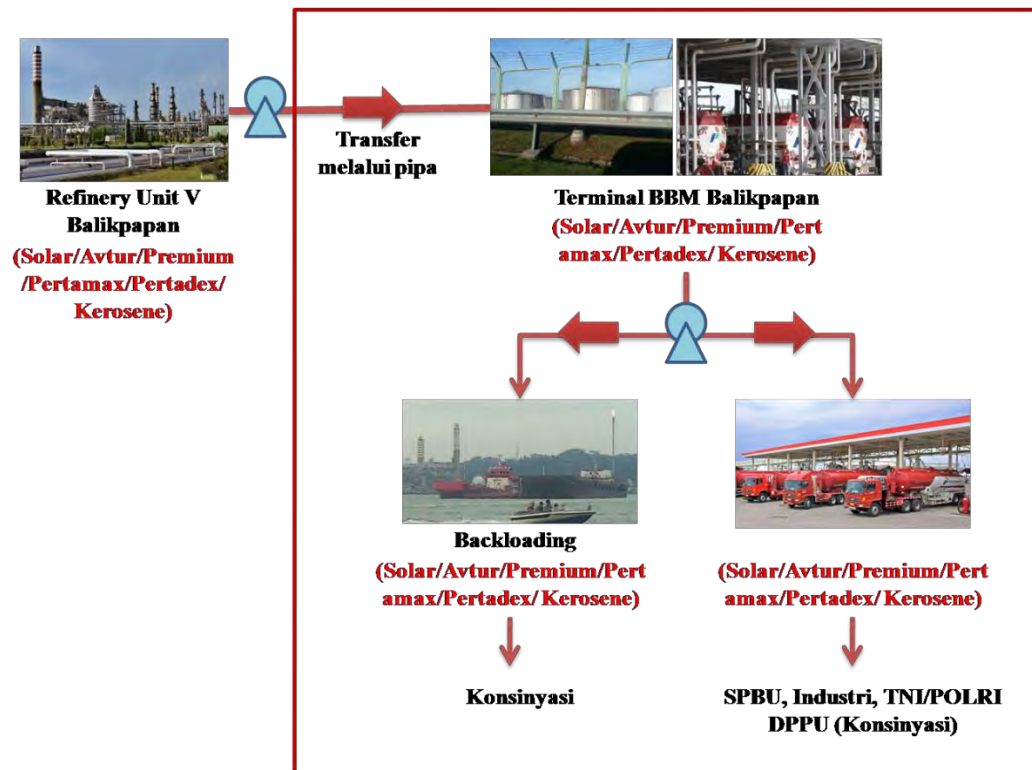 Refinery Unit V
Balikpapan
(Solar/Avtur/Premium
/Pertamax/Pertadex/
Kerosene)
Transfer
melalui pipa
Terminal BBM Balikpapan
(Solar/Avtur/Premium/Pert
amax/Pertadex/ Kerosene)
Backloading
(Solar/Avtur/Premium/Pert
amax/Pertadex/ Kerosene)
Konsinyasi
(Solar/Avtur/Premium/Pert
amax/Pertadex/ Kerosene)
SPBU, Industri, TNI/POLRI
DPPU (Konsinyasi)